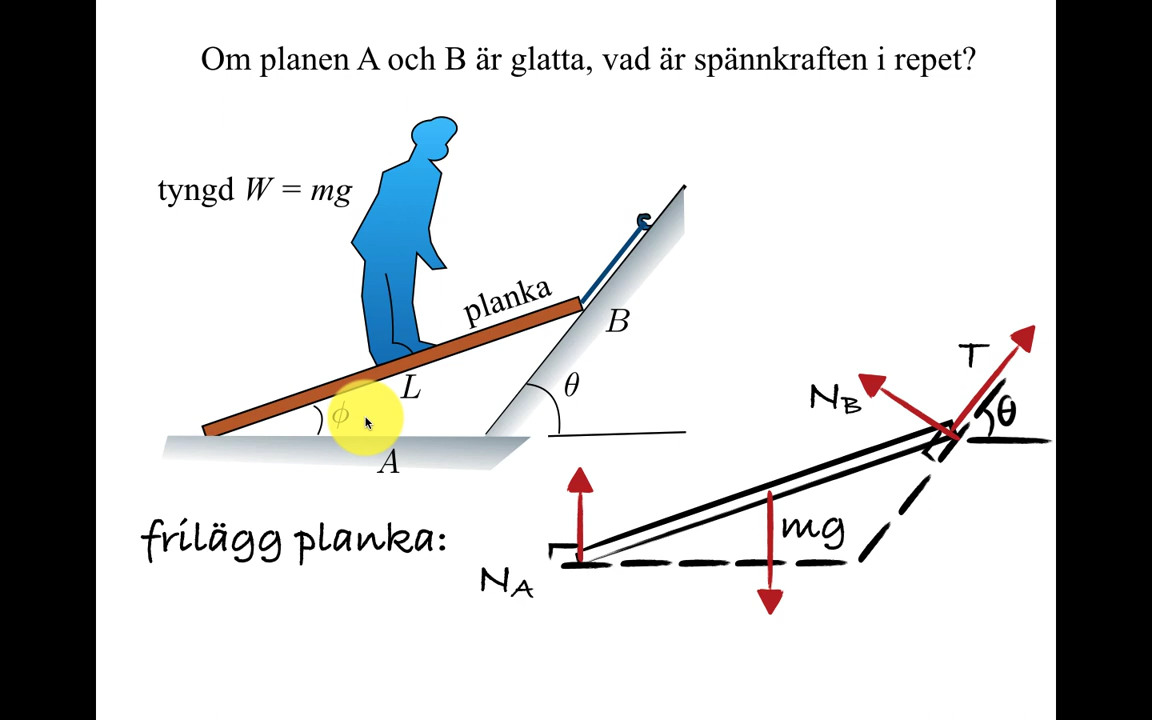 Om planen A och B är glatta, vad är spännkraften i repet?
tyngd W = mg
planka
B
θ
L
ϕ
A
T
N_B
θ
mg
frilägg planka:
N_A